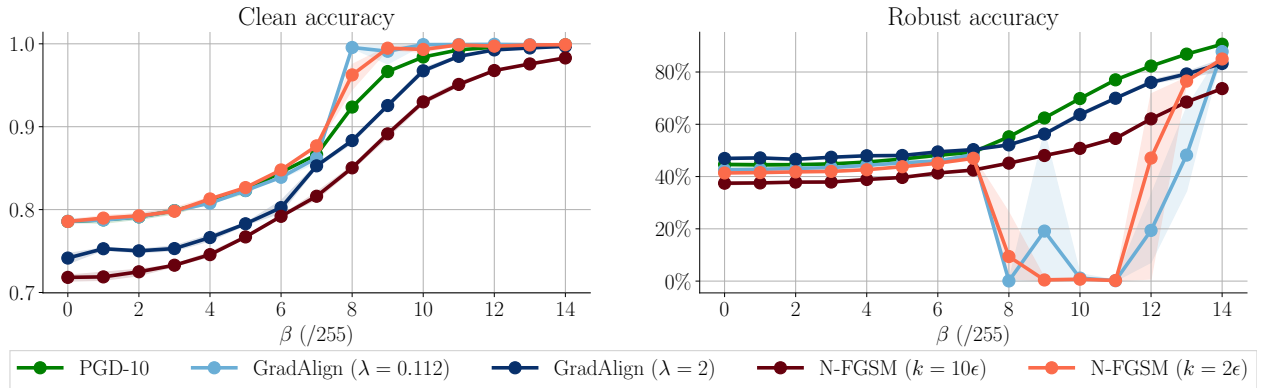 Clean accuracy
1.0
0.9
0.8
0.7
0 2 4 6 8 10 12 14
β (/255)
Robust accuracy
80%
60%
40%
20%
0%
0 2 4 6 8 10 12 14
β (/255)
PGD-10 GradAlign (λ = 0.112) GradAlign (λ = 2) N-FGSM (k = 10ϵ) N-FGSM (k = 2ϵ)